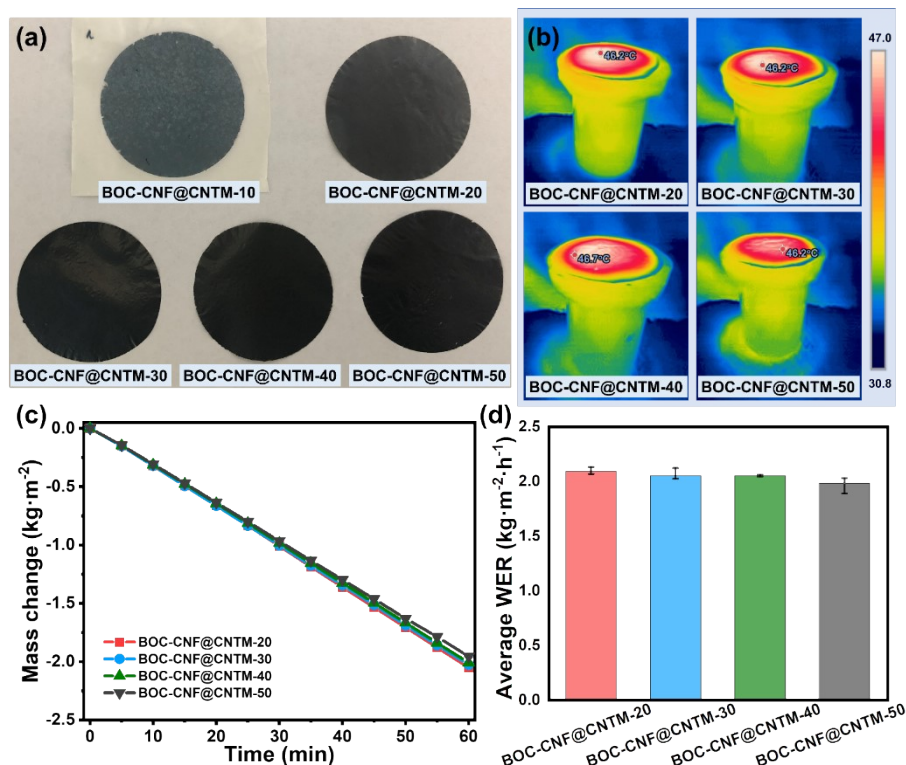 (a)
BOC-CNF@CNTM-10
BOC-CNF@CNTM-20
BOC-CNF@CNTM-30
BOC-CNF@CNTM-40
BOC-CNF@CNTM-50
(b)
46.2°C
BOC-CNF@CNTM-20
46.2°C
BOC-CNF@CNTM-30
46.7°C
BOC-CNF@CNTM-40
46.2°C
BOC-CNF@CNTM-50
47.0
30.8
(c)
Mass change (kg·m-2)
0.0
-0.5
-1.0
-1.5
-2.0
-2.5
BOC-CNF@CNTM-20
BOC-CNF@CNTM-30
BOC-CNF@CNTM-40
BOC-CNF@CNTM-50
0 10 20 30 40 50 60
Time (min)
(d)
Average WER (kg·m-2·h-1)
2.5
2.0
1.5
1.0
0.5
0.0
BOC-CNF@CNTM-20
BOC-CNF@CNTM-30
BOC-CNF@CNTM-40
BOC-CNF@CNTM-50